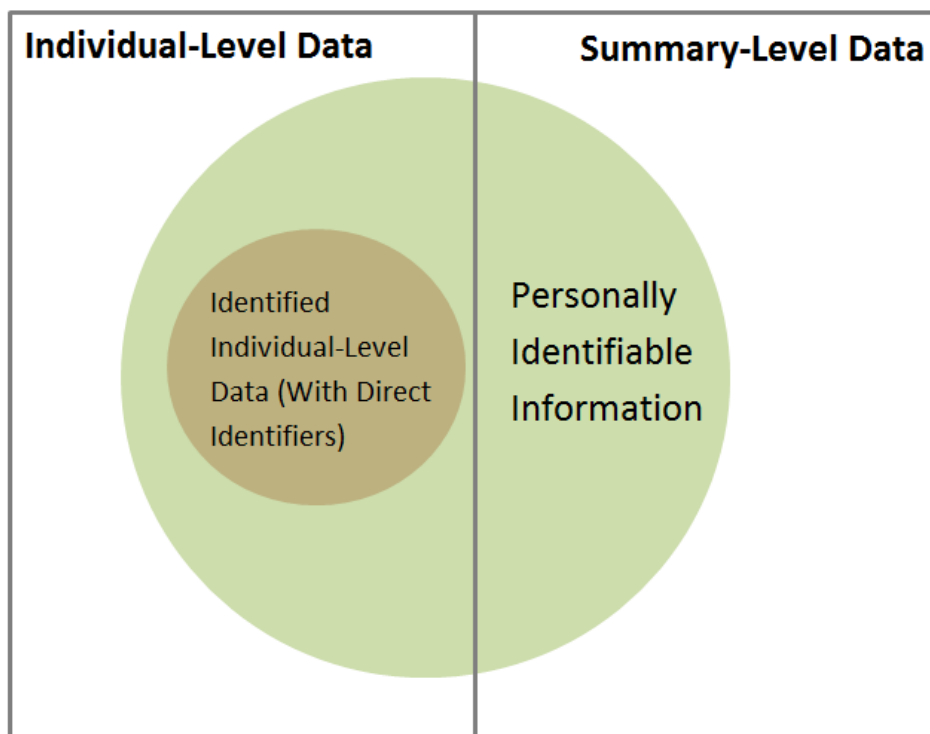 Individual-Level Data
Summary-Level Data
Identified
Individual-Level
Data (With Direct
Identifiers)
Personally
Identifiable
Information